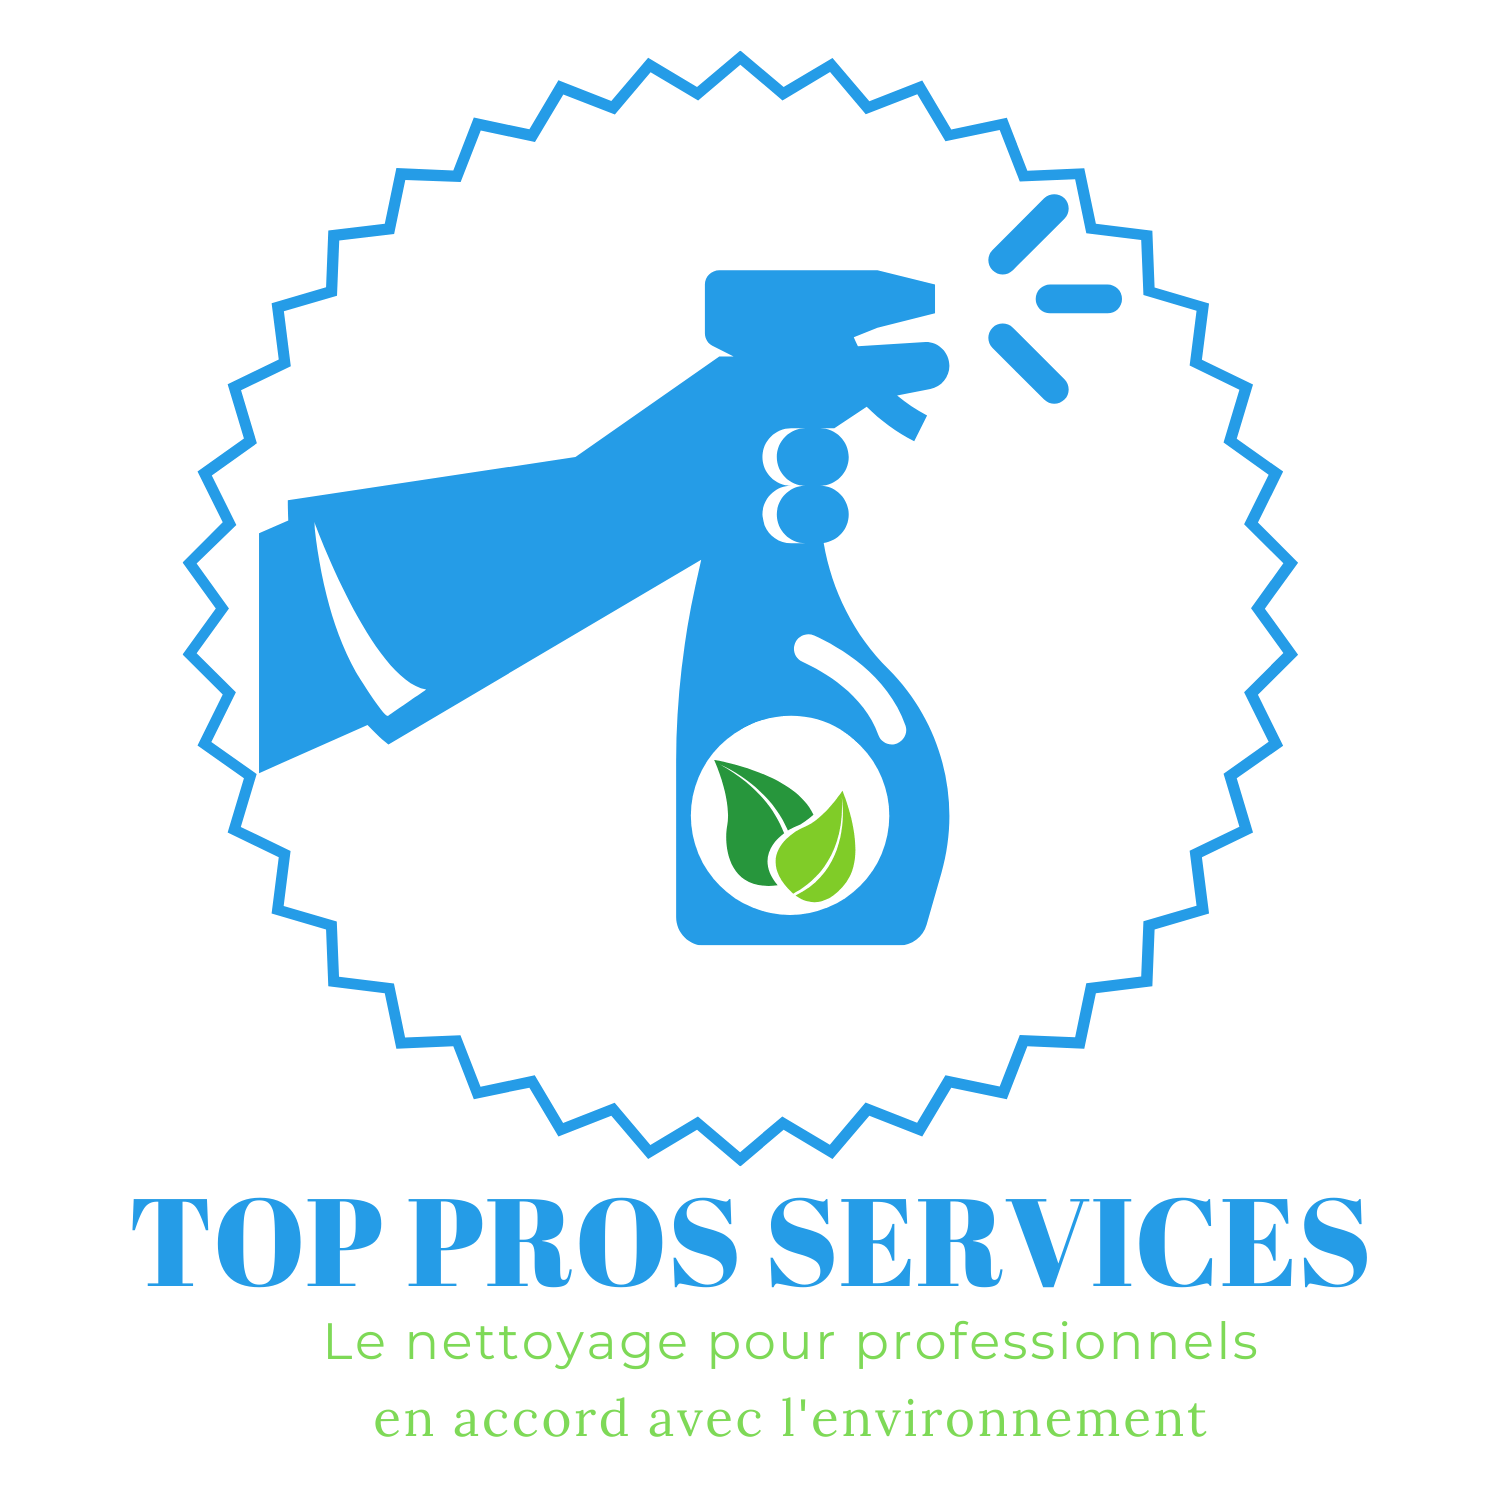 TOP PROS SERVICES
Le nettoyage pour professionnels
en accord avec l'environnement